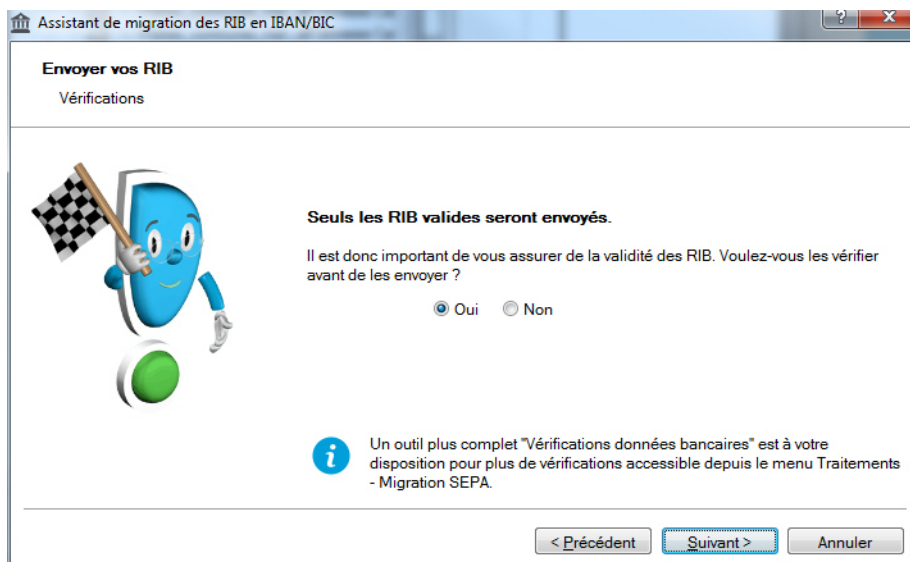 Assistant de migration des RIB en IBAN/BIC
?
X
Envoyer vos RIB
Vérifications
Seuls les RIB valides seront envoyés.
Il est donc important de vous assurer de la validité des RIB. Voulez-vous les vérifier
avant de les envoyer ?
Oui Non
i
Un outil plus complet "Vérifications données bancaires" est à votre
disposition pour plus de vérifications accessible depuis le menu Traitements
- Migration SEPA.
< Précédent Suivant > Annuler